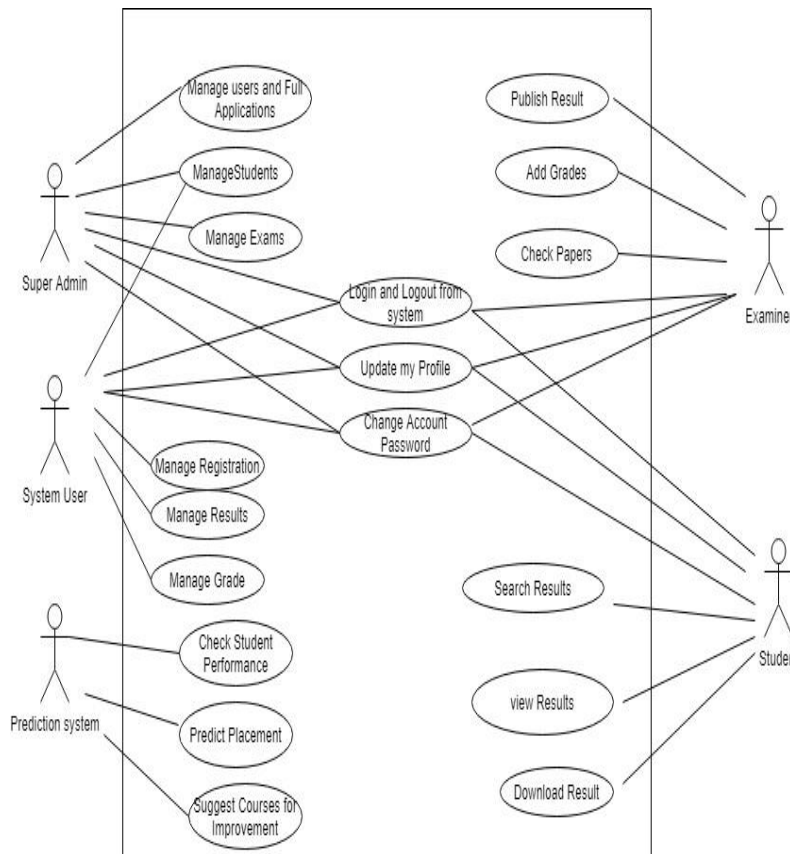 Manage users and Full
Applications
Publish Result
ManageStudents
Add Grades
Manage Exams
Check Papers
Super Admin
Examiner
Login and Logout from
system
Update my Profile
Change Account
Password
Manage Registration
System User
Manage Results
Manage Grade
Search Results
Check Student
Performance
Student
view Results
Prediction system
Predict Placement
Download Result
Suggest Courses for
Improvement